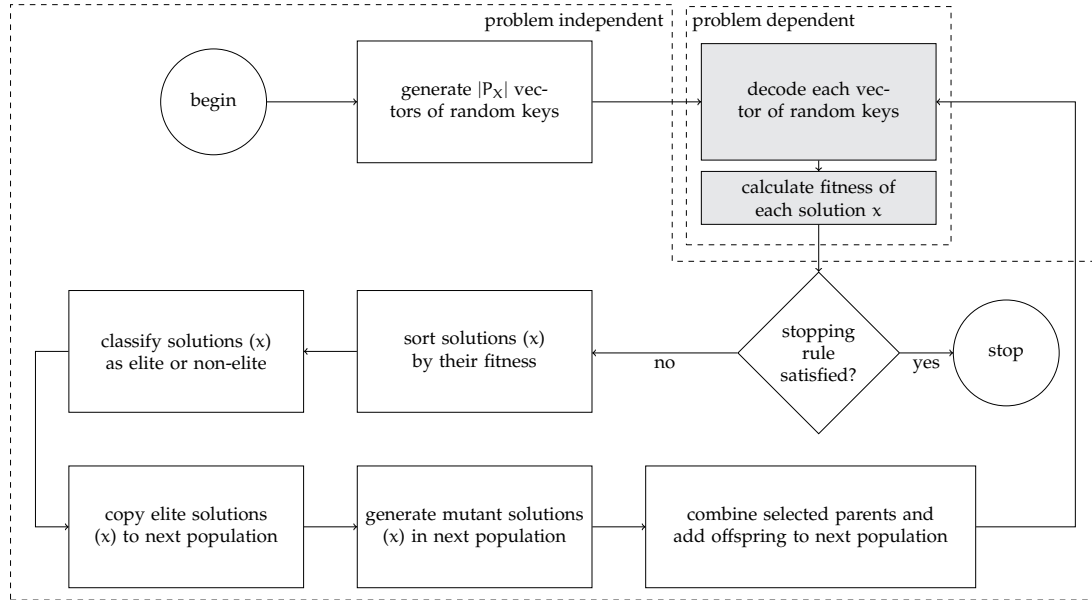 problem independent
problem dependent
begin
generate |P_X| vec-
tors of random keys
decode each vec-
tor of random keys
calculate fitness of
each solution x
classify solutions (x)
as elite or non-elite
sort solutions (x)
by their fitness
no
stopping
rule
satisfied?
yes
stop
copy elite solutions
(x) to next population
generate mutant solutions
(x) in next population
combine selected parents and
add offspring to next population